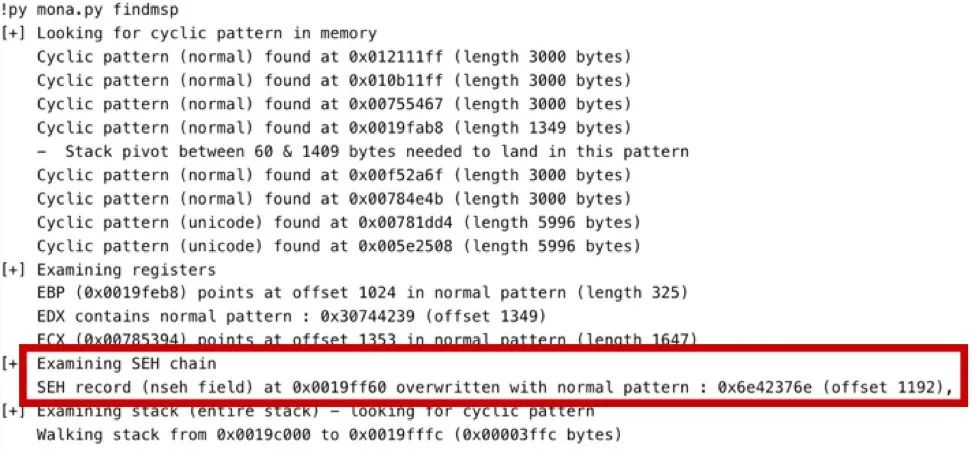 !py mona.py findmsp
[+] Looking for cyclic pattern in memory
Cyclic pattern (normal) found at 0x012111ff (length 3000 bytes)
Cyclic pattern (normal) found at 0x010b11ff (length 3000 bytes)
Cyclic pattern (normal) found at 0x00755467 (length 3000 bytes)
Cyclic pattern (normal) found at 0x0019fab8 (length 1349 bytes)
- Stack pivot between 60 & 1409 bytes needed to land in this pattern
Cyclic pattern (normal) found at 0x00f52a6f (length 3000 bytes)
Cyclic pattern (normal) found at 0x00784e4b (length 3000 bytes)
Cyclic pattern (unicode) found at 0x00781dd4 (length 5996 bytes)
Cyclic pattern (unicode) found at 0x005e2508 (length 5996 bytes)
[+] Examining registers
EBP (0x0019feb8) points at offset 1024 in normal pattern (length 325)
EDX contains normal pattern : 0x30744239 (offset 1349)
ECX (0x00785394) points at offset 1353 in normal pattern (length 1647)
[+ Examining SEH chain
SEH record (nseh field) at 0x0019ff60 overwritten with normal pattern : 0x6e42376e (offset 1192),
[+] Examining stack (entire stack) - looking for cyclic pattern
Walking stack from 0x0019c000 to 0x0019fffc (0x00003ffc bytes)